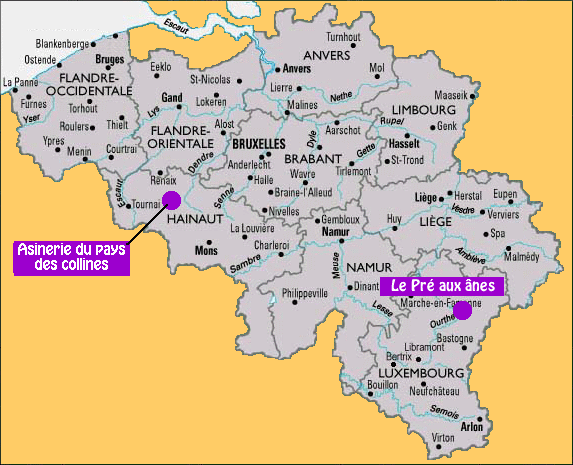 Escaut
Blankenberge
Ostende
Bruges
La Panne
Furnes
FLANDRE-
OCCIDENTALE
Torhout
Yser
Roulers
Thielt
Ypres
Menin
Courtrai
Eeklo
St-Nicolas
Gand
Lokeren
Lys
FLANDRE-
ORIENTALE
Alost
Dendre
Renaix
Escaut
Tournai
HAINAUT
Mons
La Louvière
Charleroi
Sambre
Senne
Turnhout
ANVERS
Anvers
Mol
Lierre
Nethe
Malines
BRUXELLES
Anderlecht
Halle
Dyle
Aarschot
BRABANT
Gette
Wavre
Tirlemont
Braine-l'Alleud
Nivelles
Maaseik
LIMBOURG
Rupel
Genk
Hasselt
St-Trond
Liège
Herstal
Eupen
Vesdre
Verviers
Huy
LIÈGE
Spa
Amblève
Malmédy
Gembloux
Namur
Meuse
NAMUR
Dinant
Philippeville
Lesse
Asinerie du pays
des collines
Le Pré aux ânes
Marche-en-Famenne
Ourthe
Bastogne
Libramont
Bertrix
LUXEMBOURG
Bouillon
Neufchâteau
Semois
Arlon
Virton